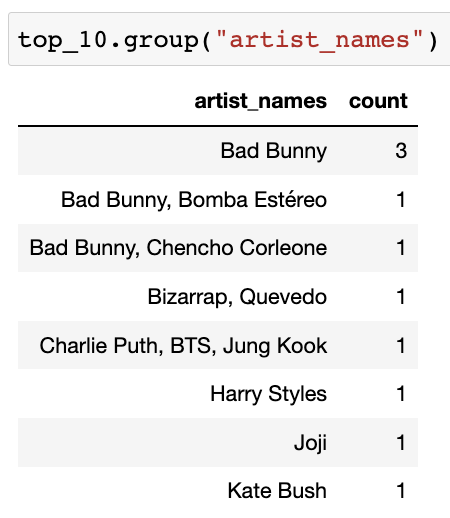 top_10.group("artist_names")
artist_names count
Bad Bunny 3
Bad Bunny, Bomba Estéreo 1
Bad Bunny, Chencho Corleone 1
Bizarrap, Quevedo 1
Charlie Puth, BTS, Jung Kook 1
Harry Styles 1
Joji 1
Kate Bush 1